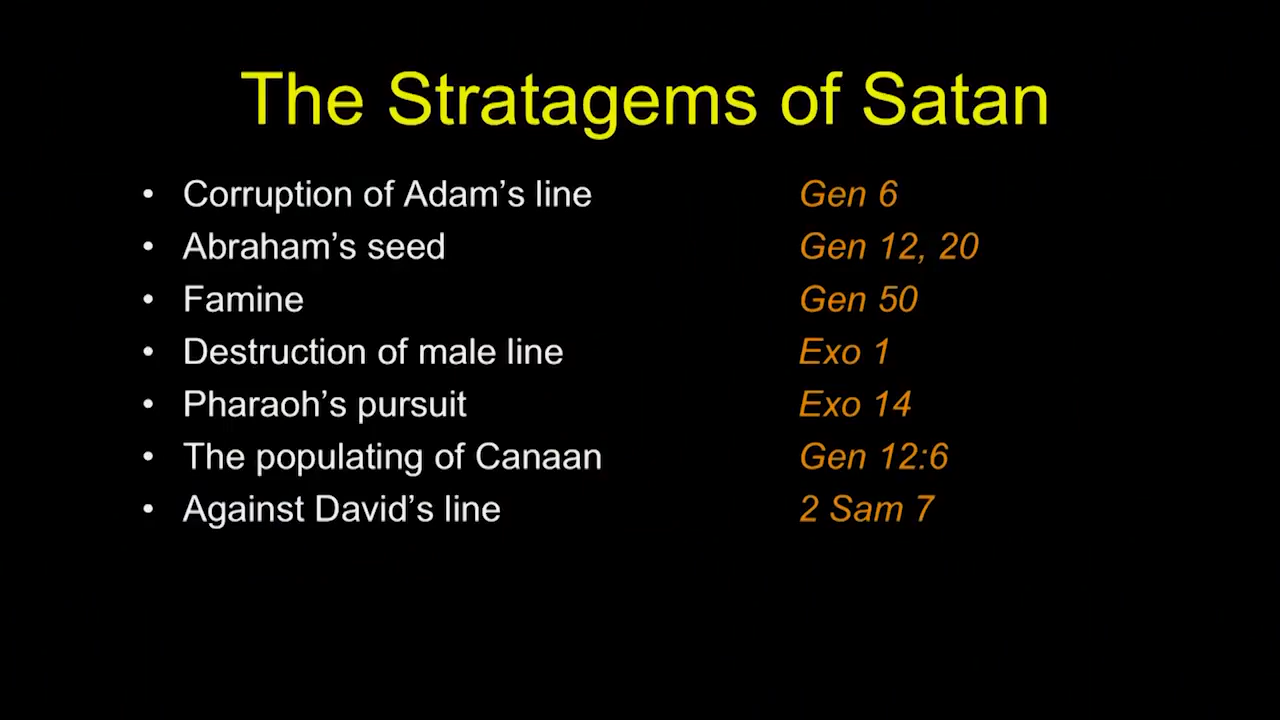 The Stratagems of Satan
• Corruption of Adam’s line Gen 6
• Abraham’s seed Gen 12, 20
• Famine Gen 50
• Destruction of male line Exo 1
• Pharaoh’s pursuit Exo 14
• The populating of Canaan Gen 12:6
• Against David’s line 2 Sam 7